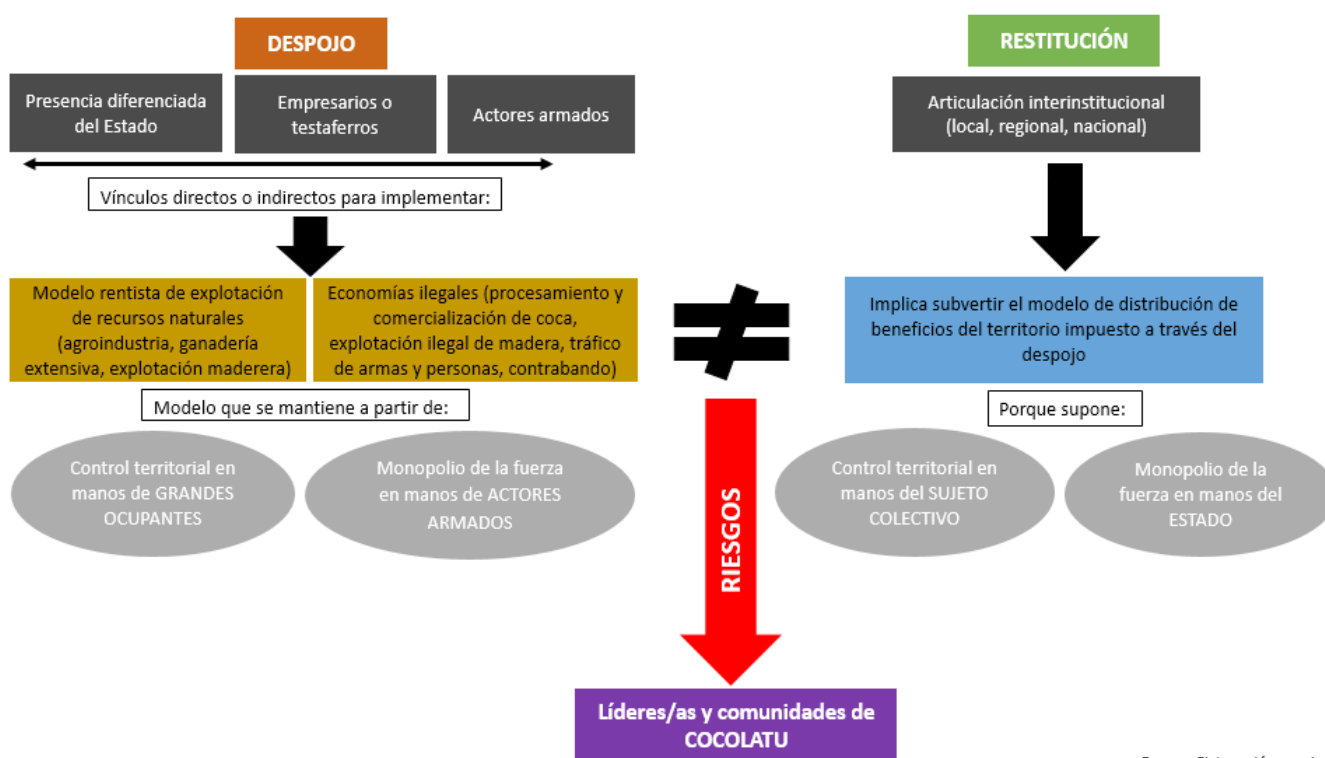 DESPOJO
Presencia diferenciada
del Estado
Empresarios o
testaferros
Actores armados
Vínculos directos o indirectos para implementar:
Modelo rentista de explotación
de recursos naturales
(agroindustria, ganadería
extensiva, explotación maderera)
Economías ilegales (procesamiento y
comercialización de coca,
explotación ilegal de madera, tráfico
de armas y personas, contrabando)
Modelo que se mantiene a partir de:
Control territorial en
manos de GRANDES
OCUPANTES
Monopolio de la fuerza
en manos de ACTORES
ARMADOS
RESTITUCIÓN
Articulación interinstitucional
(local, regional, nacional)
Implica subvertir el modelo de distribución de
beneficios del territorio impuesto a través del
despojo
Porque supone:
Control territorial en
manos del SUJETO
COLECTIVO
Monopolio de la
fuerza en manos del
ESTADO
≠
RIESGOS
Líderes/as y comunidades de
COCOLATU